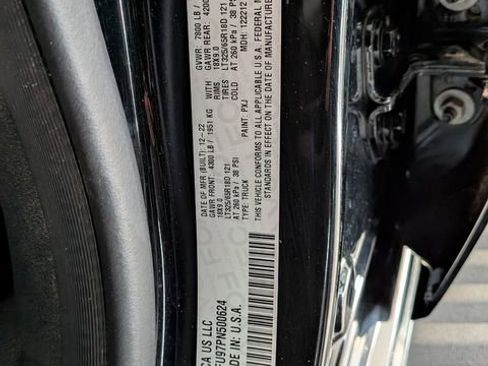 CA US LLC
DATE OF MFR (BUILT): 12-22 GVWR: 7800 LB /
GAWR FRONT: 4300 LB / 1951 KG WITH GAWR REAR: 4200
18X9.0 RIMS 18X9.0
LT325/65R18D 121 TIRES LT325/65R18D 121
AT 260 kPa / 38 PSI COLD AT 260 kPa / 38 PSI
THIS VEHICLE CONFORMS TO ALL APPLICABLE U.S.A. FEDERAL M
STANDARDS IN EFFECT ON THE DATE OF MANUFACTURE
FU97PN500624 TYPE: TRUCK PAINT: PXJ MDH: 122212
DE IN: U.S.A.